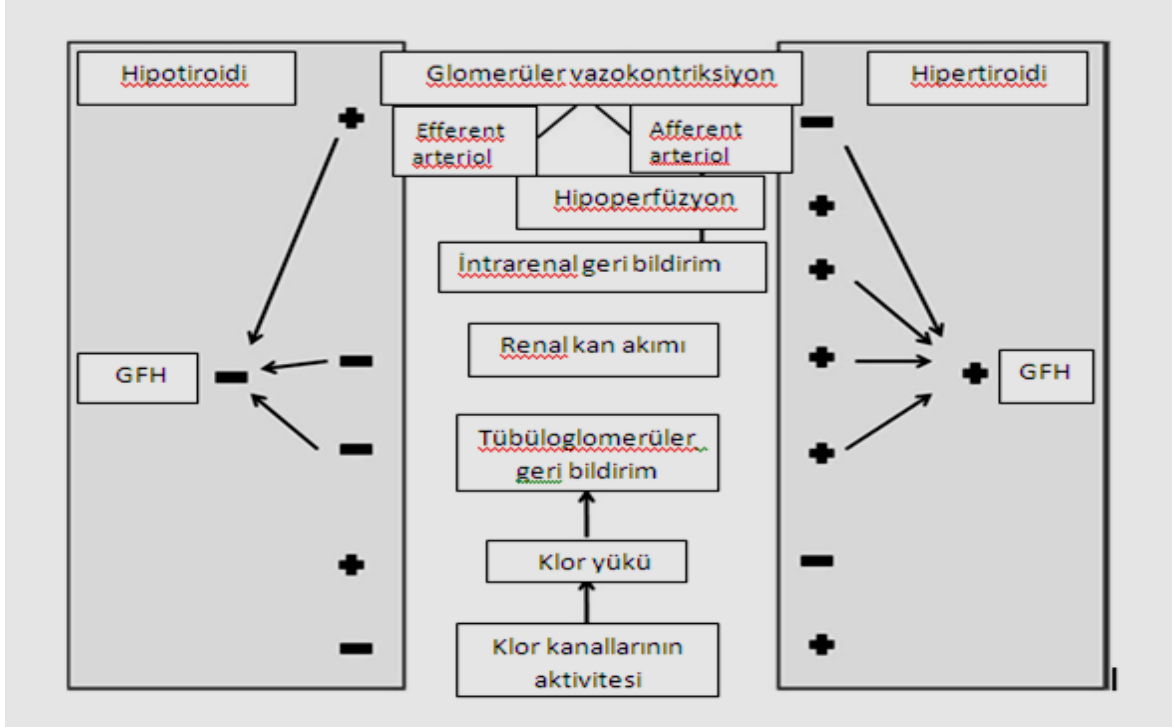 Hipotiroidi
Glomerüler vazokontriksiyon
Hipertiroidi
Efferent
arteriol
Afferent
arteriol
Hipoperfüzyon
İntrarenal geri bildirim
Renal kan akımı
GFH
GFH
Tübüloglomerüler
geri bildirim
Klor yükü
Klor kanallarının
aktivitesi